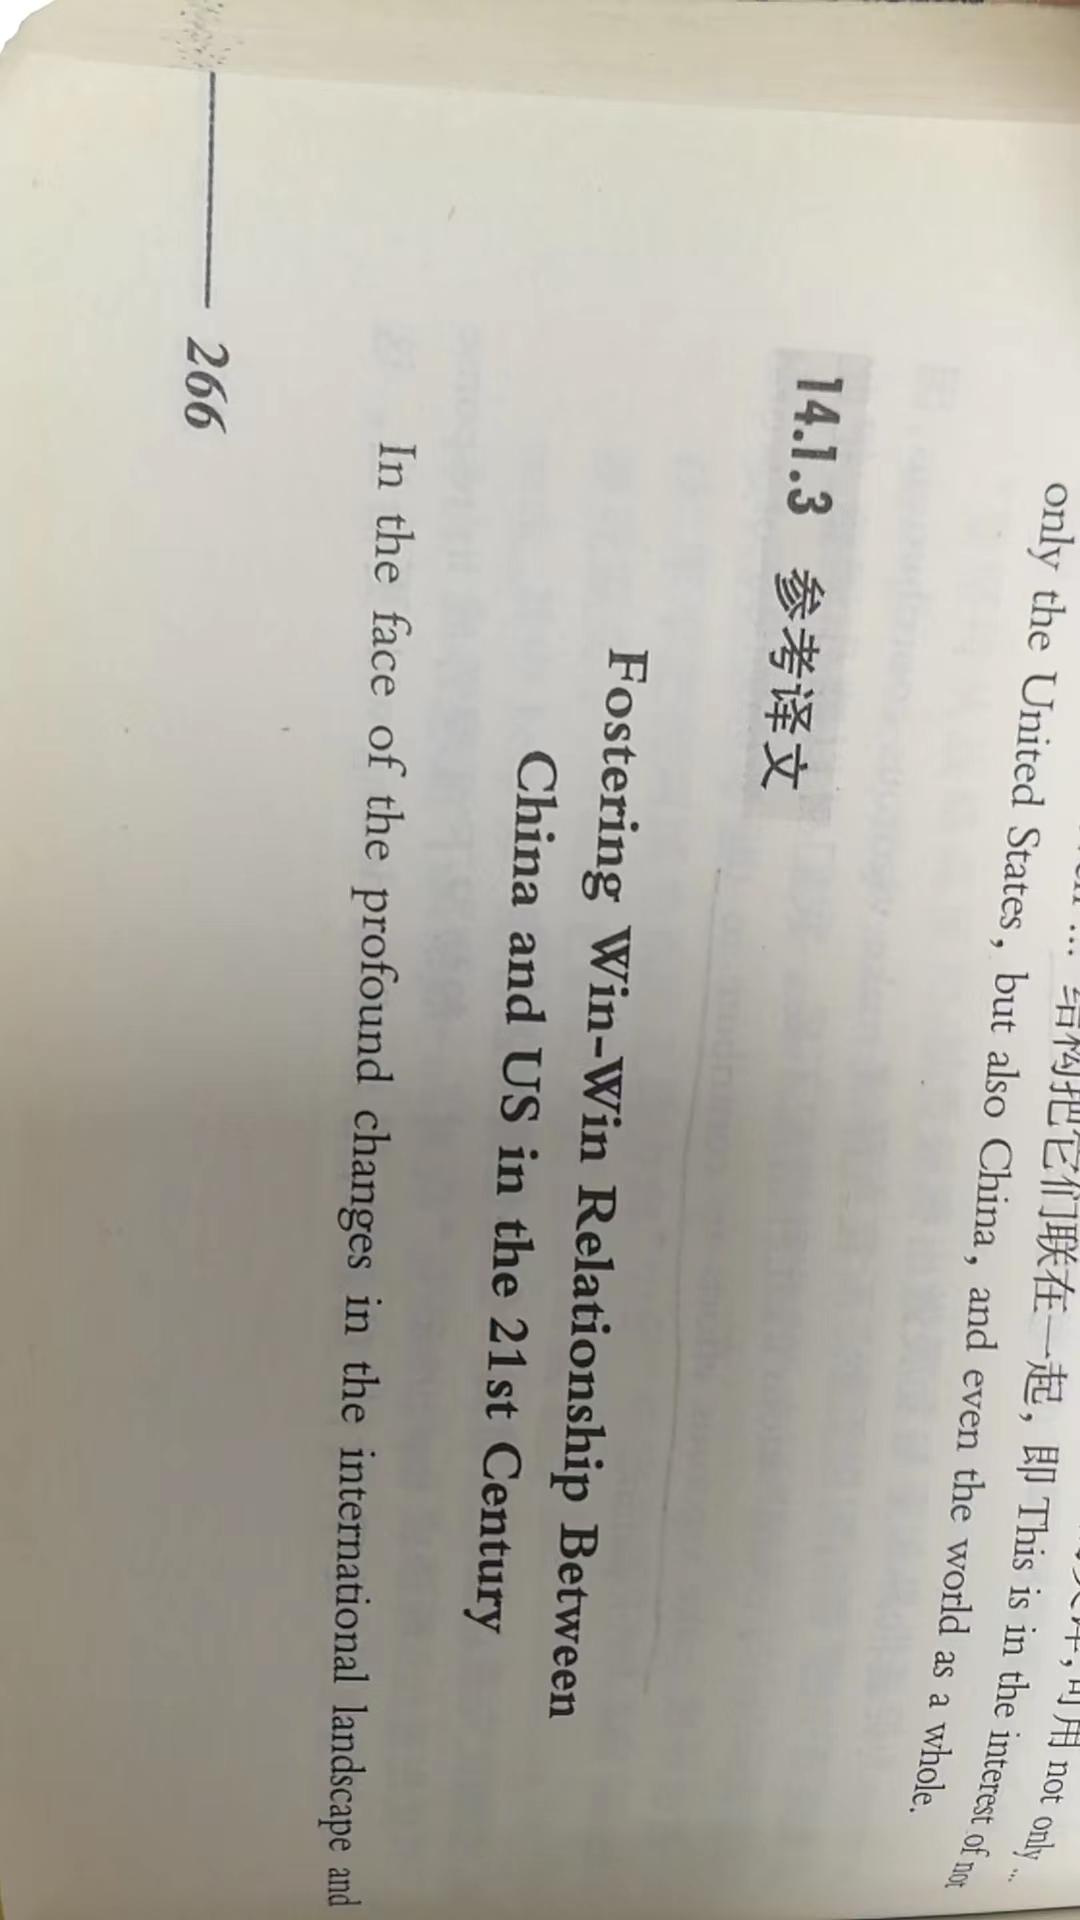 可用 not only …
结构把它们联在一起，即 This is in the interest of not
only the United States, but also China, and even the world as a whole.
14.1.3 参考译文
Fostering Win-Win Relationship Between
China and US in the 21st Century
In the face of the profound changes in the international landscape and
266